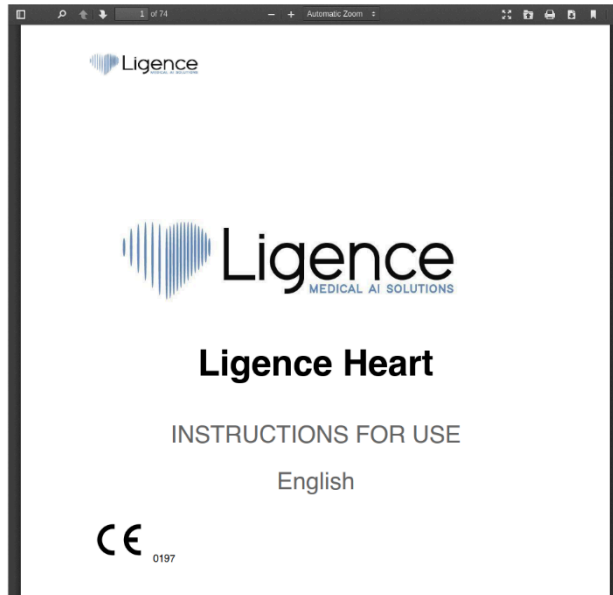 1 of 74
Automatic Zoom
Ligence
MEDICAL AI SOLUTIONS
Ligence
MEDICAL AI SOLUTIONS
Ligence Heart
INSTRUCTIONS FOR USE
English
CE
0197